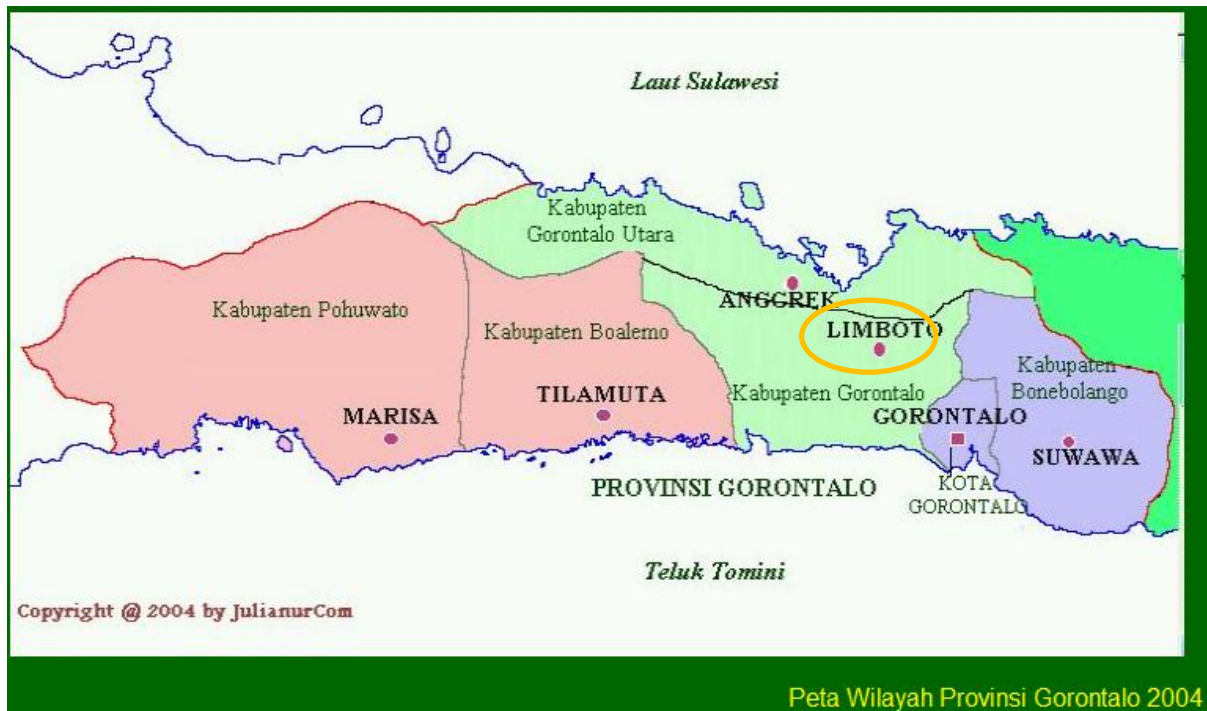 Laut Sulawesi
Kabupaten
Gorontalo Utara
Kabupaten Pohuwato
ANGGREK
Kabupaten Boalemo
LIMBOTO
Kabupaten
Bonebolango
Kabupaten Gorontalo
TILAMUTA
MARISA
GORONTALO
SUWAWA
KOTA
GORONTALO
PROVINSI GORONTALO
Teluk Tomini
Copyright @ 2004 by JulianurCom
Peta Wilayah Provinsi Gorontalo 2004